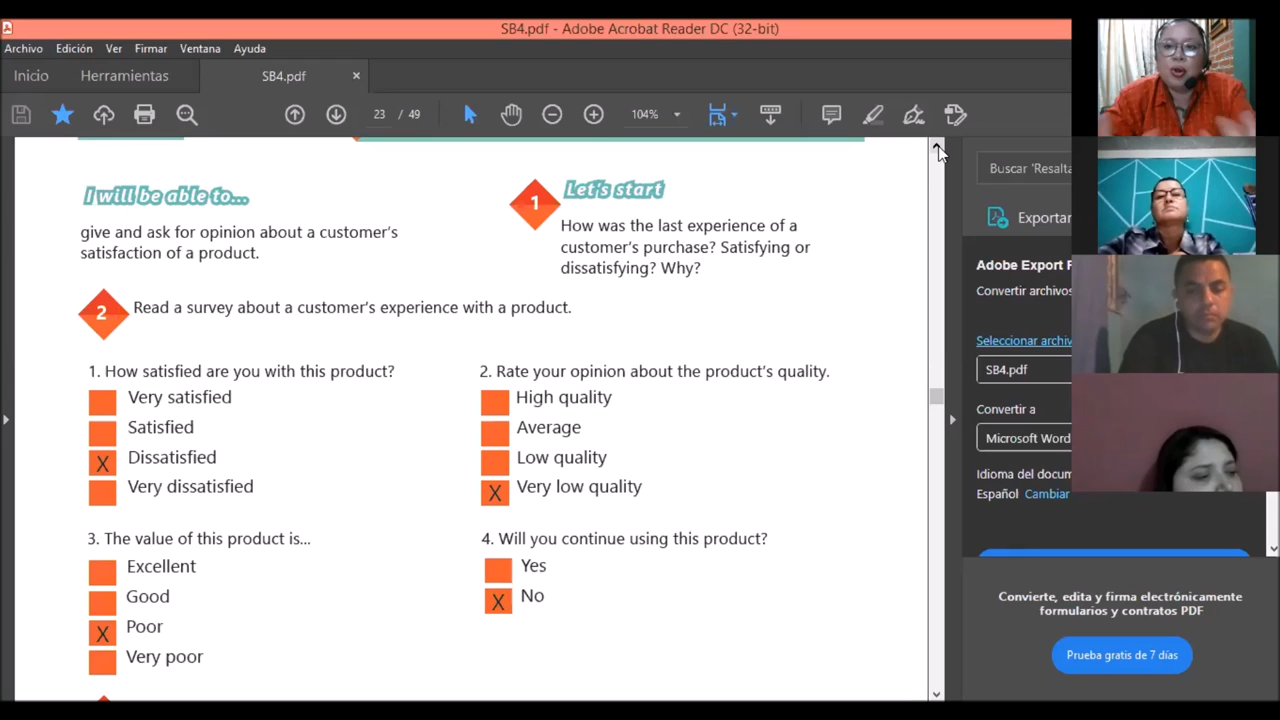 SB4.pdf - Adobe Acrobat Reader DC (32-bit)
Archivo Edición Ver Firmar Ventana Ayuda
Inicio Herramientas SB4.pdf ×
23 / 49 104%
I will be able to...
give and ask for opinion about a customer's
satisfaction of a product.
1 Let's start
How was the last experience of a
customer's purchase? Satisfying or
dissatisfying? Why?
2 Read a survey about a customer's experience with a product.
1. How satisfied are you with this product?
Very satisfied
Satisfied
X Dissatisfied
Very dissatisfied
2. Rate your opinion about the product's quality.
High quality
Average
Low quality
X Very low quality
3. The value of this product is...
Excellent
Good
X Poor
Very poor
4. Will you continue using this product?
Yes
X No
Buscar 'Resalta
Exportar
Adobe Export
Convertir archivos
Seleccionar archiv
SB4.pdf
Convertir a
Microsoft Word
Idioma del docum
Español Cambiar
Convierte, edita y firma electrónicamente
formularios y contratos PDF
Prueba gratis de 7 días